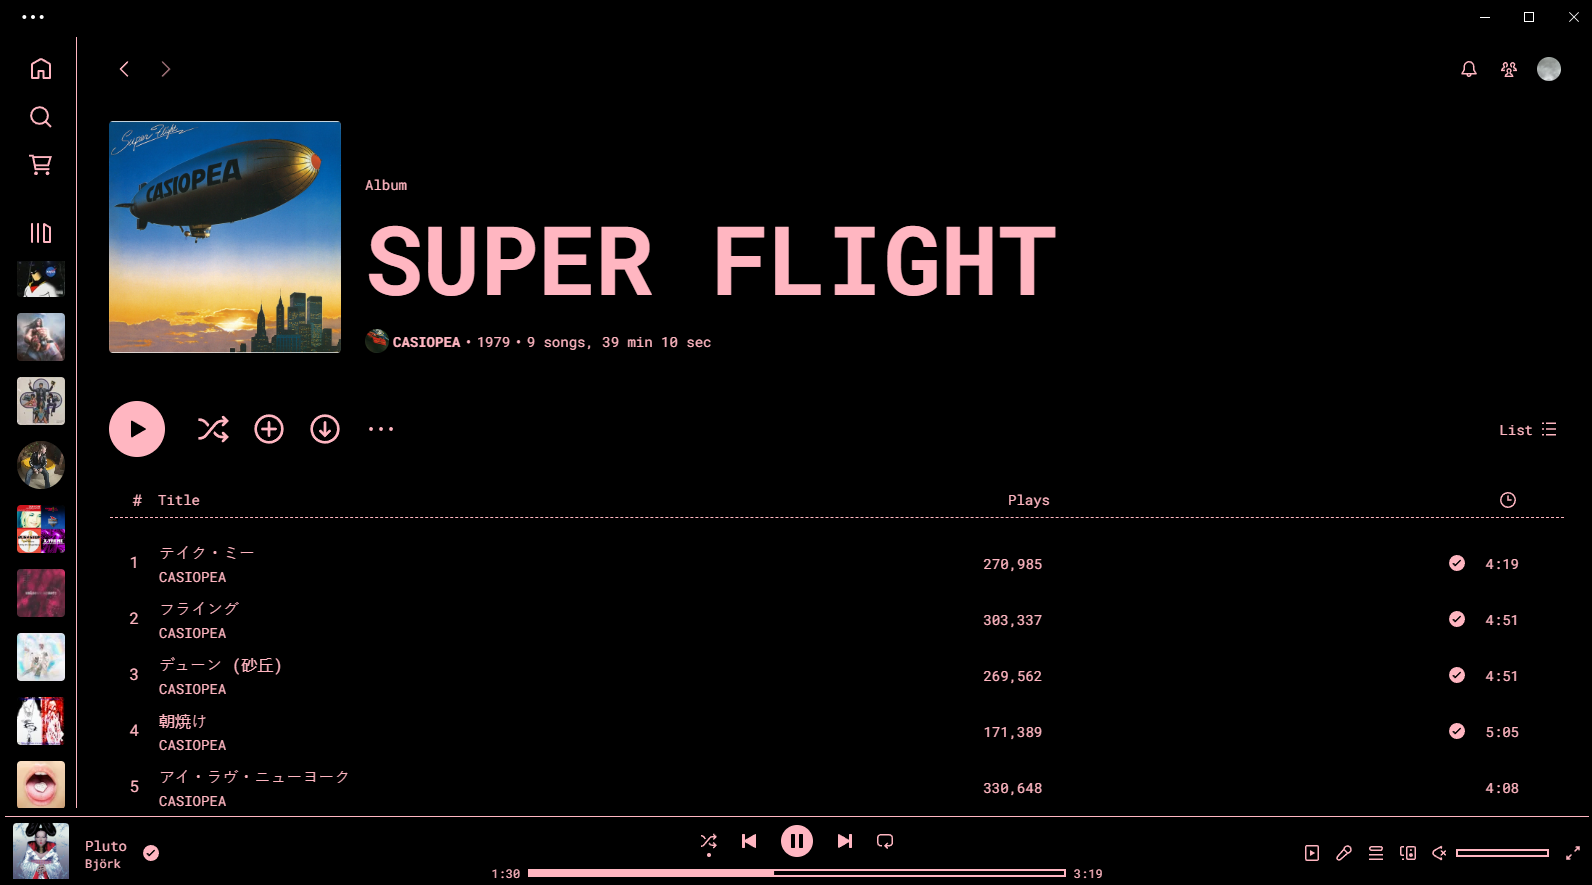 Super Flight
CASIOPEA
Album
SUPER FLIGHT
CASIOPEA • 1979 • 9 songs, 39 min 10 sec
List
# Title Plays
1 テイク・ミー 270,985 4:19
CASIOPEA
2 フライング 303,337 4:51
CASIOPEA
3 デューン (砂丘) 269,562 4:51
CASIOPEA
4 朝焼け 171,389 5:05
CASIOPEA
5 アイ・ラヴ・ニューヨーク 330,648 4:08
CASIOPEA
Pluto
Björk
1:30 3:19